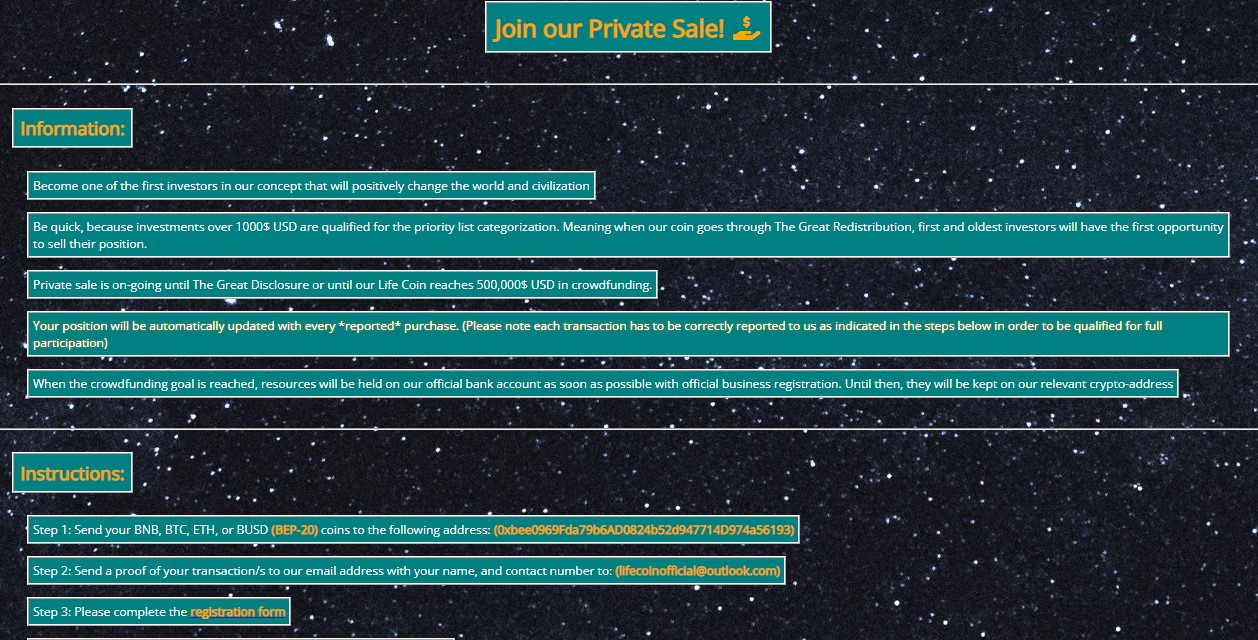 Join our Private Sale!
Information:
Become one of the first investors in our concept that will positively change the world and civilization
Be quick, because investments over 1000$ USD are qualified for the priority list categorization. Meaning when our coin goes through The Great Redistribution, first and oldest investors will have the first opportunity
to sell their position.
Private sale is on-going until The Great Disclosure or until our Life Coin reaches 500,000$ USD in crowdfunding.
Your position will be automatically updated with every *reported* purchase. (Please note each transaction has to be correctly reported to us as indicated in the steps below in order to be qualified for full
participation)
When the crowdfunding goal is reached, resources will be held on our official bank account as soon as possible with official business registration. Until then, they will be kept on our relevant crypto-address
Instructions:
Step 1: Send your BNB, BTC, ETH, or BUSD (BEP-20) coins to the following address: (0xbee0969Fda79b6AD0824b52d947714D974a56193)
Step 2: Send a proof of your transaction/s to our email address with your name, and contact number to: (lifecoinofficial@outlook.com)
Step 3: Please complete the registration form